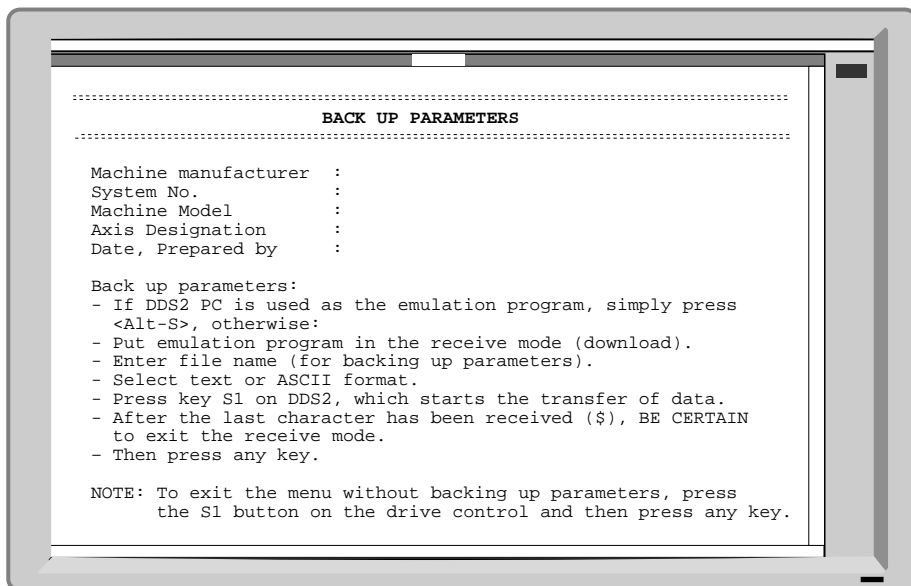 BACK UP PARAMETERS
Machine manufacturer :
System No. :
Machine Model :
Axis Designation :
Date, Prepared by :
Back up parameters:
- If DDS2 PC is used as the emulation program, simply press
<Alt-S>, otherwise:
- Put emulation program in the receive mode (download).
- Enter file name (for backing up parameters).
- Select text or ASCII format.
- Press key S1 on DDS2, which starts the transfer of data.
- After the last character has been received ($), BE CERTAIN
to exit the receive mode.
- Then press any key.
NOTE: To exit the menu without backing up parameters, press
the S1 button on the drive control and then press any key.